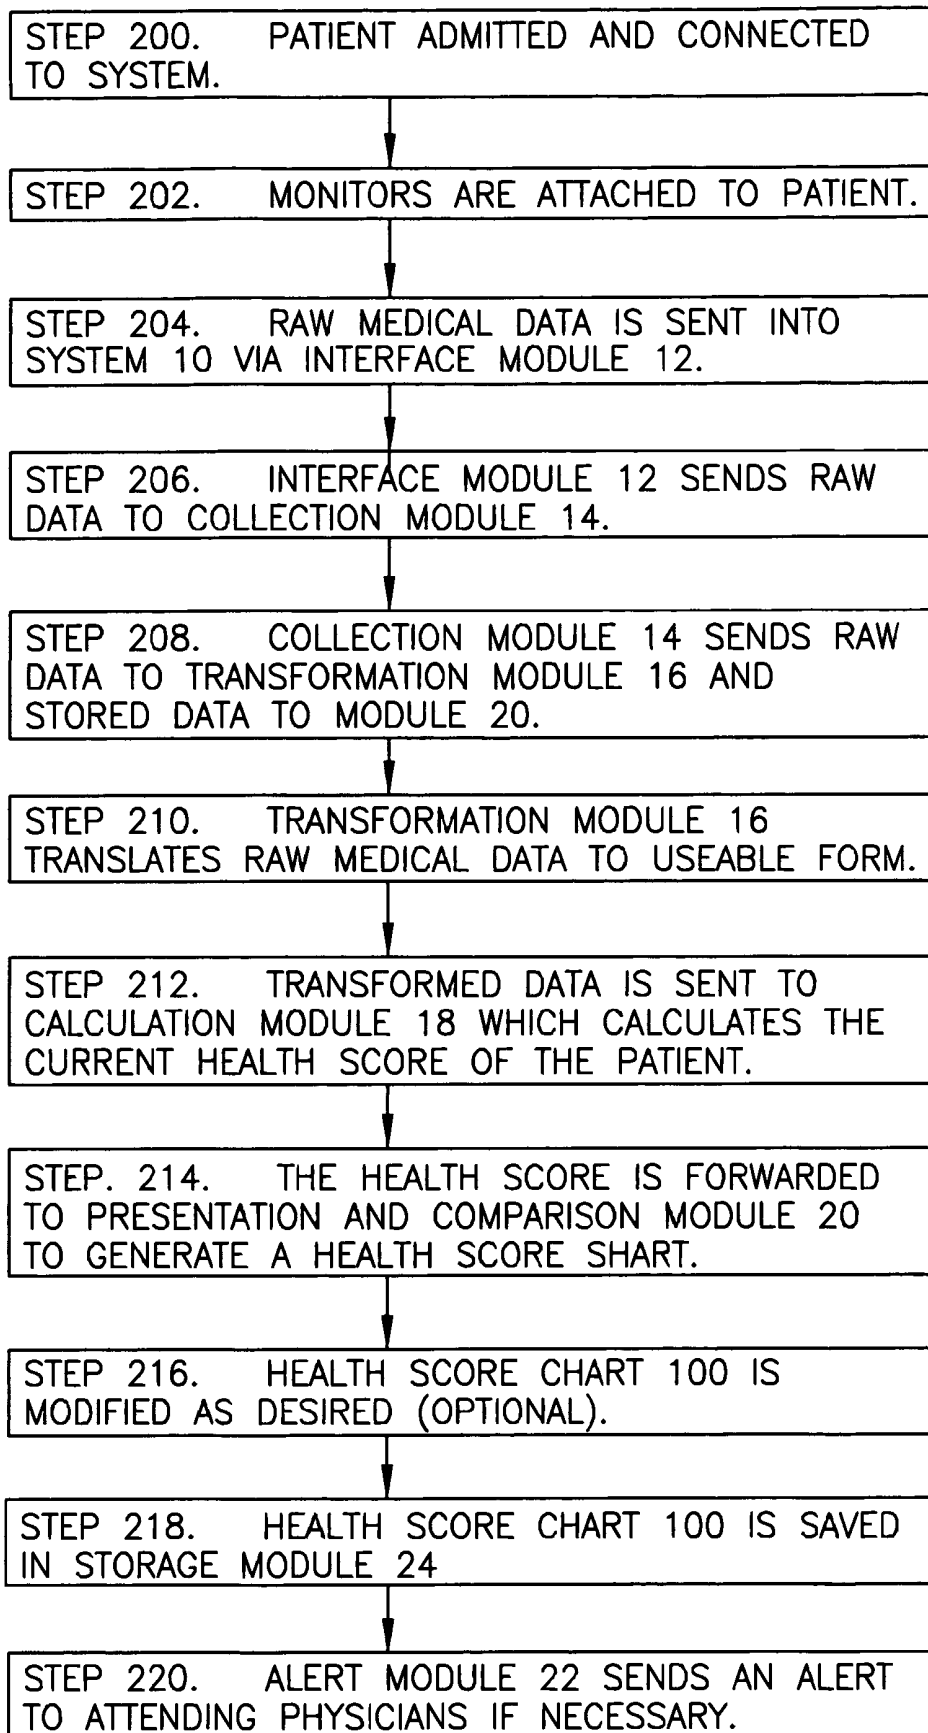 STEP 200. PATIENT ADMITTED AND CONNECTED
TO SYSTEM.
STEP 202. MONITORS ARE ATTACHED TO PATIENT.
STEP 204. RAW MEDICAL DATA IS SENT INTO
SYSTEM 10 VIA INTERFACE MODULE 12.
STEP 206. INTERFACE MODULE 12 SENDS RAW
DATA TO COLLECTION MODULE 14.
STEP 208. COLLECTION MODULE 14 SENDS RAW
DATA TO TRANSFORMATION MODULE 16 AND
STORED DATA TO MODULE 20.
STEP 210. TRANSFORMATION MODULE 16
TRANSLATES RAW MEDICAL DATA TO USEABLE FORM.
STEP 212. TRANSFORMED DATA IS SENT TO
CALCULATION MODULE 18 WHICH CALCULATES THE
CURRENT HEALTH SCORE OF THE PATIENT.
STEP. 214. THE HEALTH SCORE IS FORWARDED
TO PRESENTATION AND COMPARISON MODULE 20
TO GENERATE A HEALTH SCORE SHART.
STEP 216. HEALTH SCORE CHART 100 IS
MODIFIED AS DESIRED (OPTIONAL).
STEP 218. HEALTH SCORE CHART 100 IS SAVED
IN STORAGE MODULE 24
STEP 220. ALERT MODULE 22 SENDS AN ALERT
TO ATTENDING PHYSICIANS IF NECESSARY.